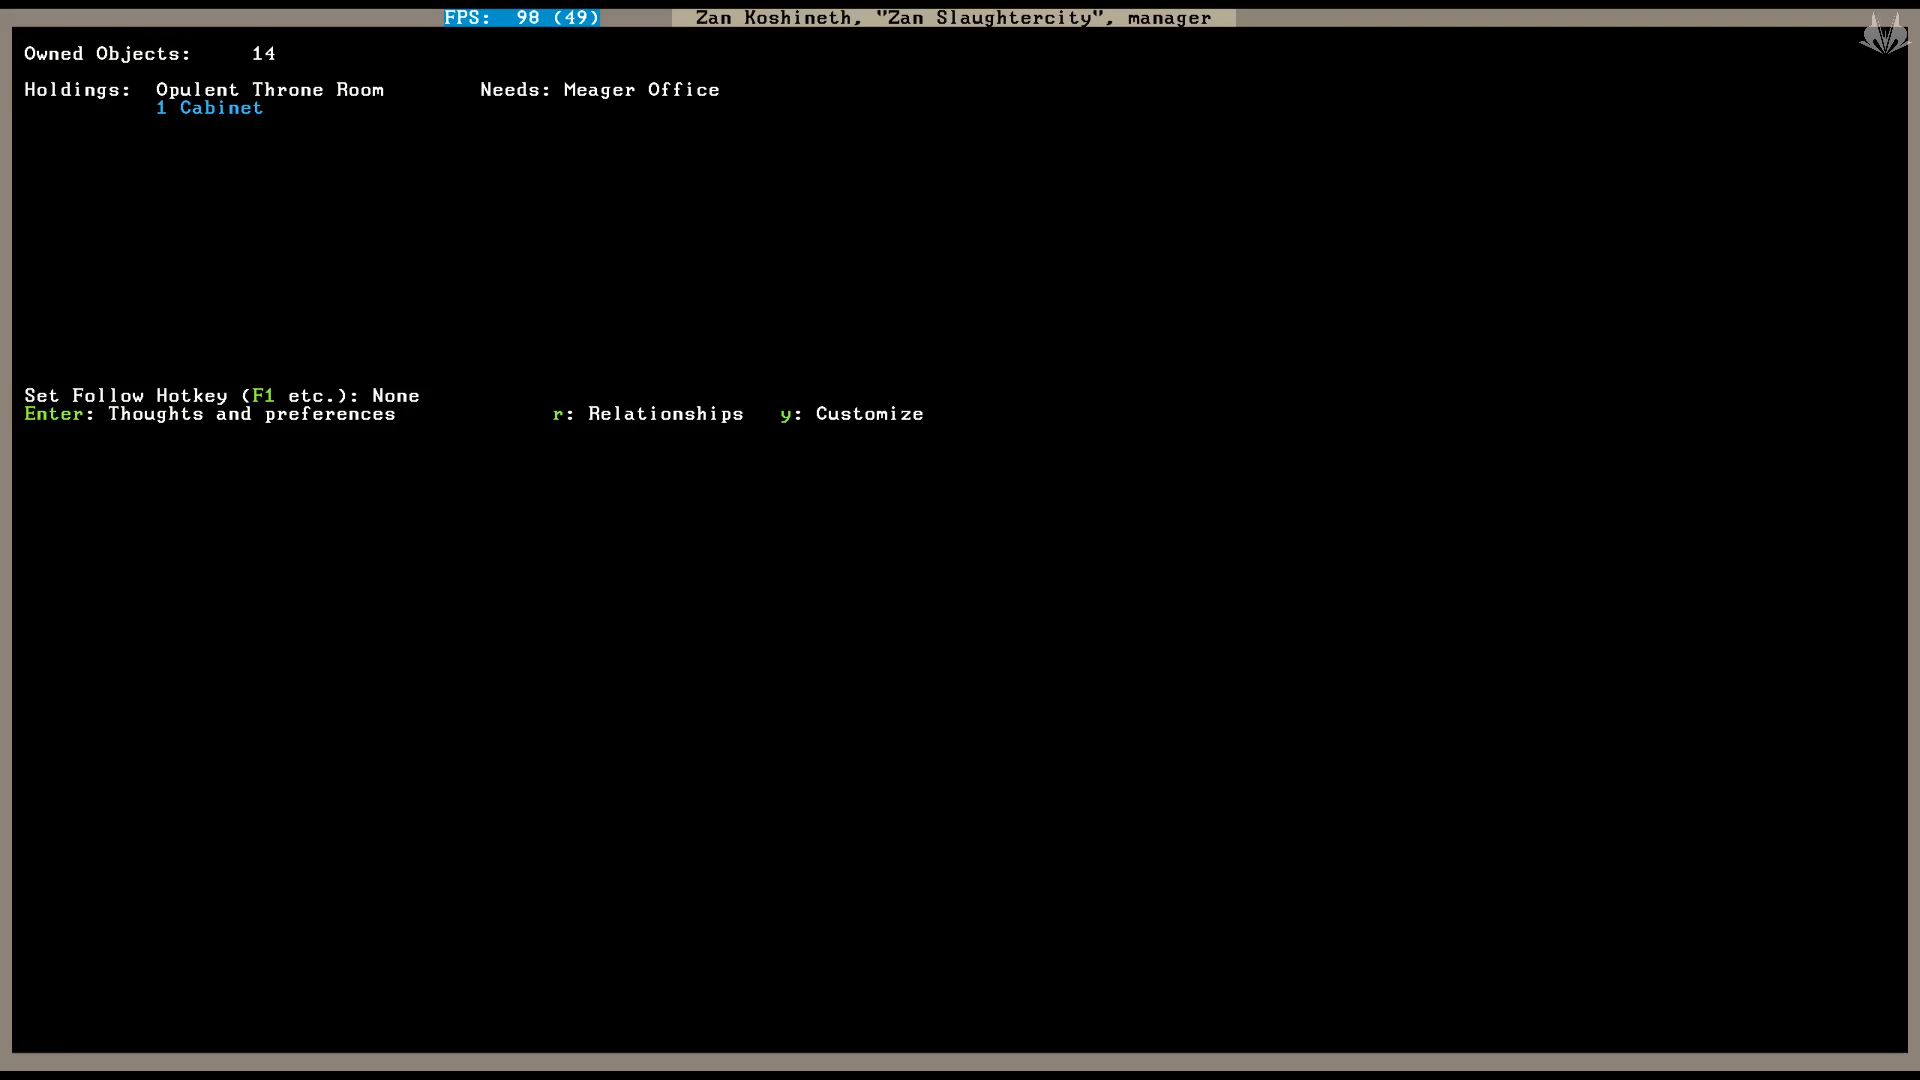 FPS: 98 (49) Zan Koshineth, "Zan Slaughtercity", manager
Owned Objects: 14
Holdings: Opulent Throne Room Needs: Meager Office
1 Cabinet
Set Follow Hotkey (F1 etc.): None
Enter: Thoughts and preferences r: Relationships y: Customize